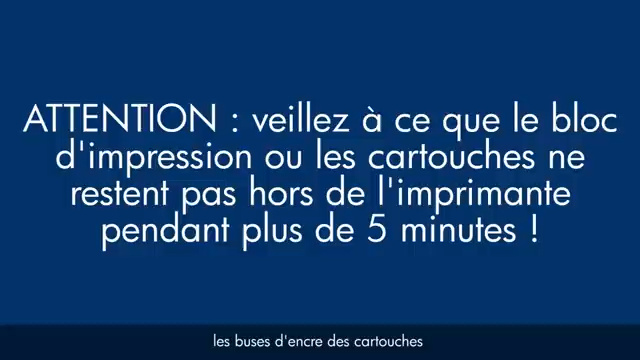 ATTENTION : veillez à ce que le bloc
d'impression ou les cartouches ne
restent pas hors de l'imprimante
pendant plus de 5 minutes !
les buses d'encre des cartouches